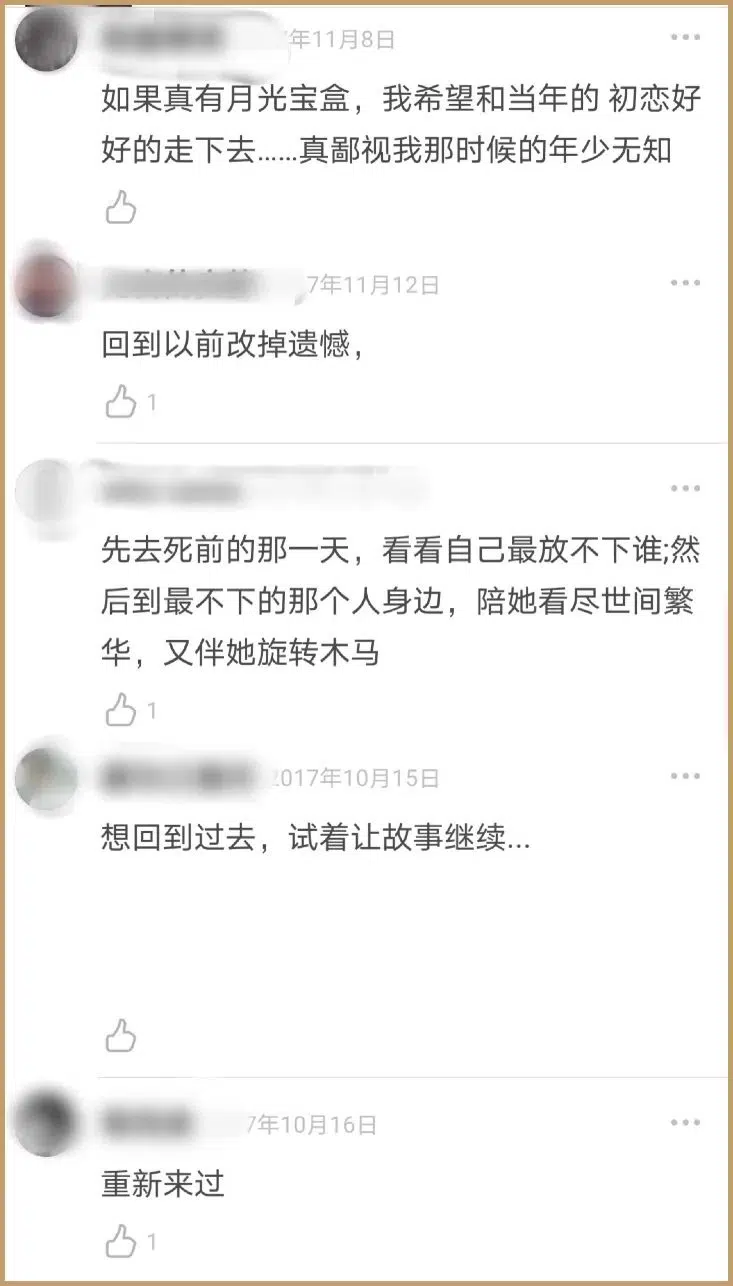 年11月8日
如果真有月光宝盒，我希望和当年的 初恋好
好的走下去......真鄙视我那时候的年少无知
7年11月12日
回到以前改掉遗憾，
1
先去死前的那一天，看看自己最放不下谁;然
后到最不下的那个人身边，陪她看尽世间繁
华，又伴她旋转木马
1
2017年10月15日
想回到过去，试着让故事继续...
7年10月16日
重新来过
1